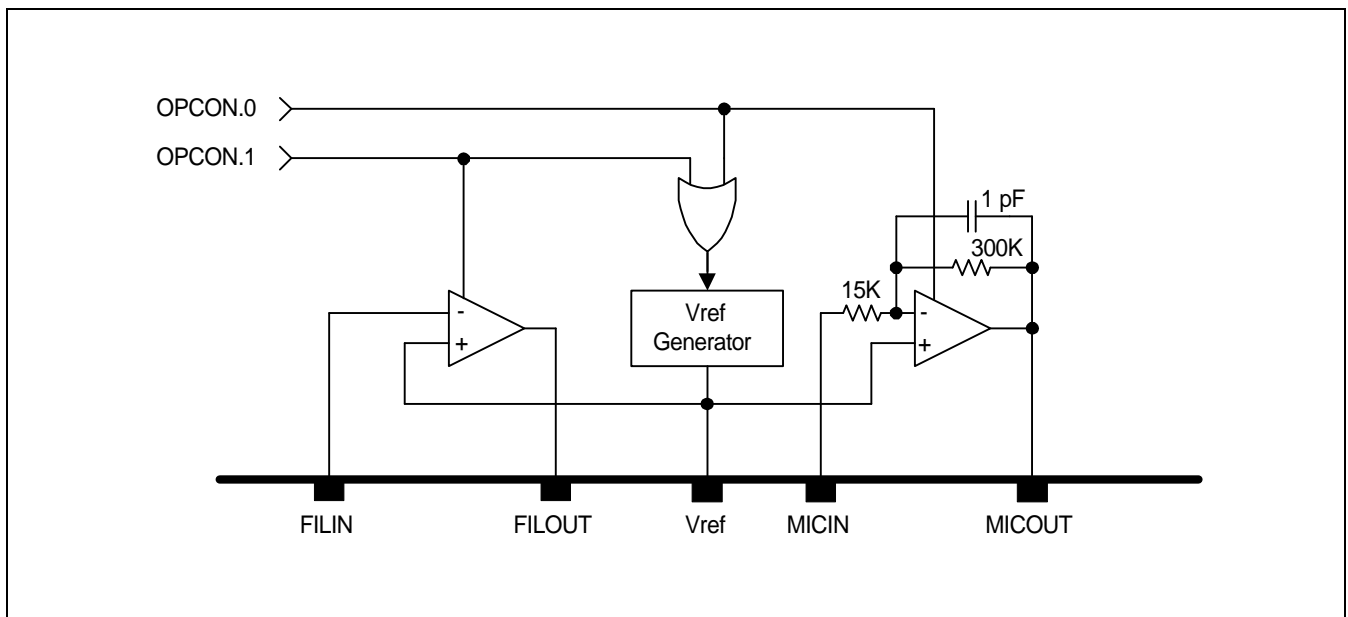 OPCON.0
OPCON.1
1 pF
300K
15K
Vref
Generator
-
+
-
+
FILIN
FILOUT
Vref
MICIN
MICOUT